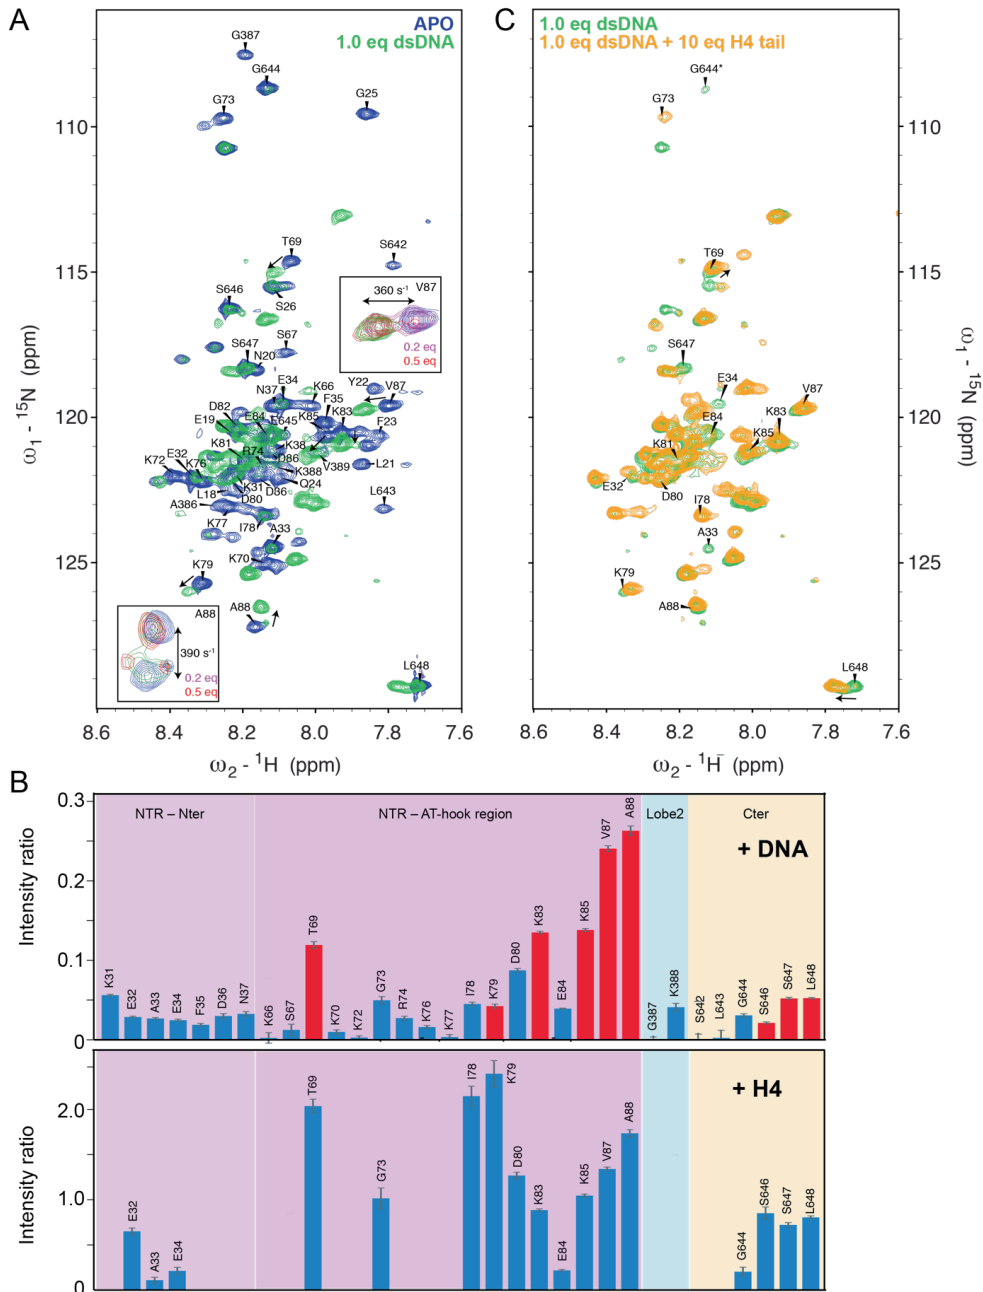 A
APO
1.0 eq dsDNA
G387
G644
G73
G25
T69
S642
S646
S26
360 s⁻¹
V87
0.2 eq
0.5 eq
S647
N20
S67
E34
N37
K66
Y22
V87
F35
D82
E84
K85
K83
E19
E645
F23
K38
K81
R74
D86
V389
E32
K72
K76
K388
L21
Q24
L18
K31
D36
D80
L643
A386
K77
I78
A33
K70
K79
A88
A88
390 s⁻¹
0.2 eq
0.5 eq
L648
110
115
120
125
ω₁ - ¹⁵N (ppm)
8.6
8.4
8.2
8.0
7.8
7.6
ω₂ - ¹H (ppm)
C
1.0 eq dsDNA
1.0 eq dsDNA + 10 eq H4 tail
G644*
G73
T69
S647
E34
V87
E84
K83
K81
K85
E32
D80
I78
A33
K79
A88
L648
110
115
120
125
ω₁ - ¹⁵N (ppm)
8.6
8.4
8.2
8.0
7.8
7.6
ω₂ - ¹H⁻ (ppm)
B
NTR – Nter
NTR – AT-hook region
Lobe2
Cter
+ DNA
Intensity ratio
0.3
0.2
0.1
0
K31
E32
A33
E34
F35
D36
N37
K66
S67
T69
K70
K72
G73
R74
K76
K77
I78
K79
D80
K83
E84
K85
V87
A88
G387
K388
S642
L643
G644
S646
S647
L648
+ H4
Intensity ratio
2.0
1.0
0
E32
A33
E34
T69
G73
I78
K79
D80
K83
E84
K85
V87
A88
G644
S646
S647
L648